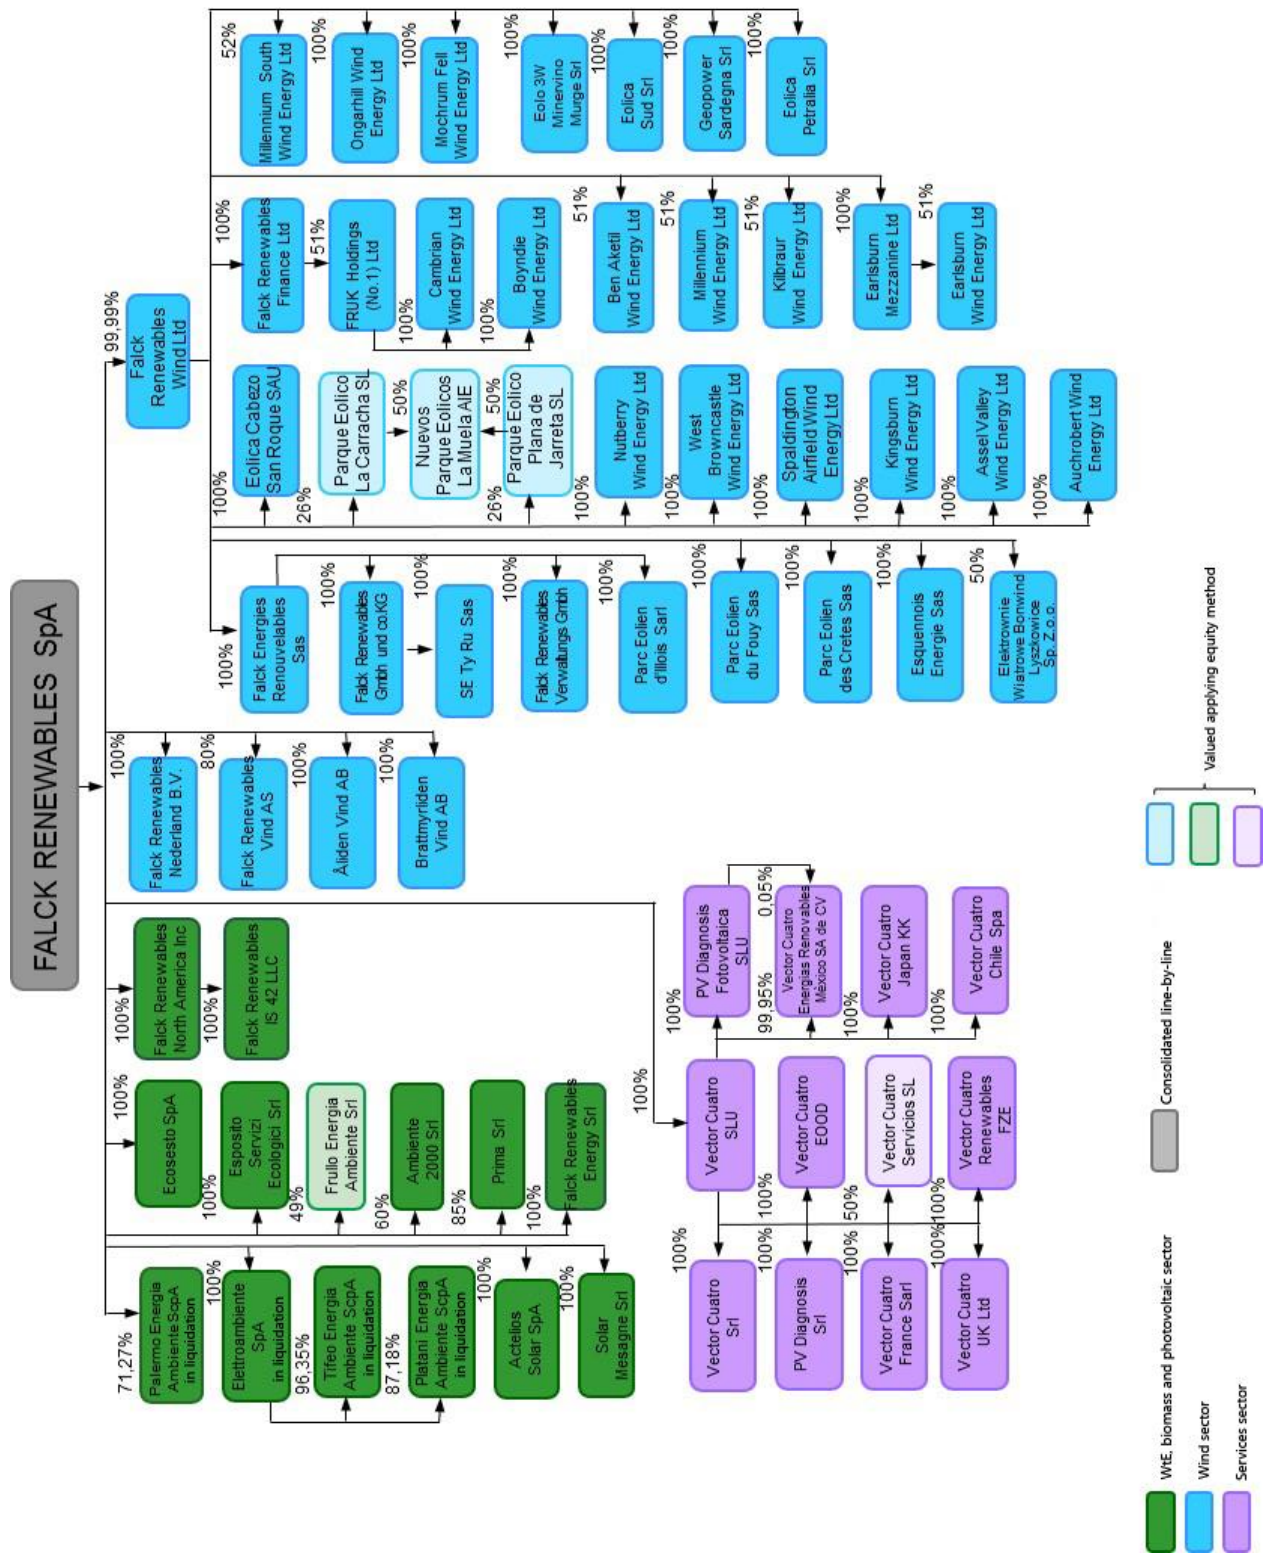 FALCK RENEWABLES SpA
71,27%
Palermo Energia
Ambiente ScpA
in liquidation
100%
Elettroambiente
SpA
in liquidation
96,35%
Tifeo Energia
Ambiente ScpA
in liquidation
87,18%
Platani Energia
Ambiente ScpA
in liquidation
100%
Actelios
Solar SpA
100%
Solar
Mesagne Srl
100%
Ecosesto SpA
100%
Esposito
Servizi
Ecologici Srl
49%
Frullo Energia
Ambiente Srl
60%
Ambiente
2000 Srl
85%
Prima Srl
100%
Falck Renewables
Energy Srl
100%
Falck Renewables
North America Inc
100%
Falck Renewables
IS 42 LLC
100%
Falck Renewables
Nederland B.V.
80%
Falck Renewables
Vind AS
100%
Åliden Vind AB
100%
Brattmyrliden
Vind AB
99,99%
Falck
Renewables
Wind Ltd
100%
Falck Energies
Renouvelables
Sas
100%
Falck Renewables
Gmbh und co.KG
100%
SE Ty Ru Sas
100%
Falck Renewables
Verwaltungs Gmbh
100%
Parc Eolien
d'Illois Sarl
100%
Parc Eolien
du Fouy Sas
100%
Parc Eolien
des Cretes Sas
100%
Esquennois
Energie Sas
50%
Elektrownie
Wiatrowe Bonwind
Lyszkowice
Sp. Z.o.o.
100%
Eolica Cabezo
San Roque SAU
26%
Parque Eolico
La Carracha SL
50%
Nuevos
Parque Eolicos
La Muela AIE
50%
26%
Parque Eolico
Plana de
Jarreta SL
100%
Nutberry
Wind Energy Ltd
100%
West
Browncastle
Wind Energy Ltd
100%
Spaldington
Airfield Wind
Energy Ltd
100%
Kingsburn
Wind Energy Ltd
100%
Assel Valley
Wind Energy Ltd
100%
Auchrobert Wind
Energy Ltd
100%
Falck Renewables
Finance Ltd
51%
FRUK Holdings
(No.1) Ltd
100%
Cambrian
Wind Energy Ltd
100%
Boyndie
Wind Energy Ltd
51%
Ben Aketil
Wind Energy Ltd
51%
Millennium
Wind Energy Ltd
51%
Kilbraur
Wind Energy Ltd
100%
Earlsburn
Mezzanine Ltd
51%
Earlsburn
Wind Energy Ltd
52%
Millennium South
Wind Energy Ltd
100%
Ongarhill Wind
Energy Ltd
100%
Mochrum Fell
Wind Energy Ltd
100%
Eolo 3W
Minervino
Murge Srl
100%
Eolica
Sud Srl
100%
Geopower
Sardegna Srl
100%
Eolica
Petralia Srl
100%
Vector Cuatro
SLU
100%
Vector Cuatro
Srl
100%
PV Diagnosis
Srl
100%
Vector Cuatro
France Sarl
100%
Vector Cuatro
UK Ltd
100%
Vector Cuatro
EOOD
50%
Vector Cuatro
Servicios SL
100%
Vector Cuatro
Renewables
FZE
100%
PV Diagnosis
Fotovoltaica
SLU
99,95%
0,05%
Vector Cuatro
Energias Renovables
Mèxico SA de CV
100%
Vector Cuatro
Japan KK
100%
Vector Cuatro
Chile Spa
WtE, biomass and photovoltaic sector
Wind sector
Services sector
Consolidated line-by-line
Valued applying equity method